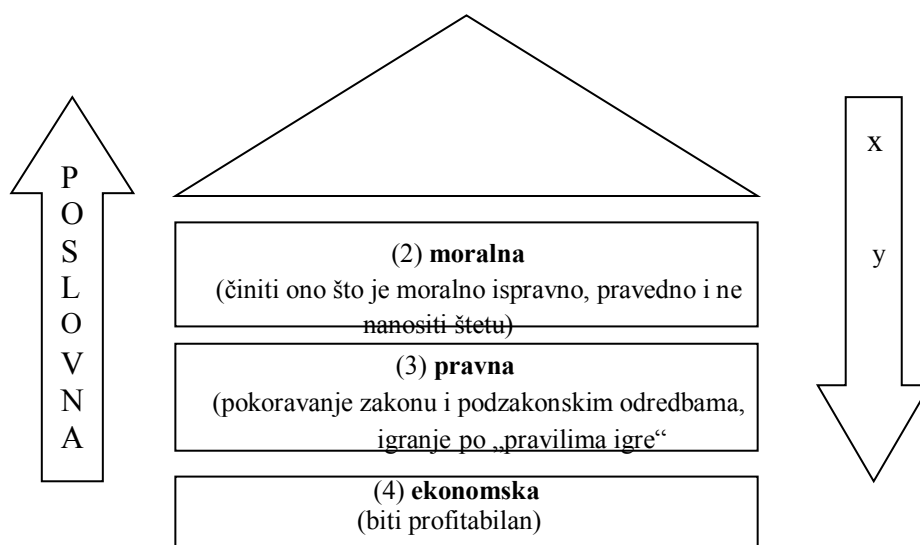 POSLOVNA
(2) moralna
(činiti ono što je moralno ispravno, pravedno i ne
nanositi štetu)
(3) pravna
(pokoravanje zakonu i podzakonskim odredbama,
igranje po „pravilima igre“
(4) ekonomska
(biti profitabilan)
x
y